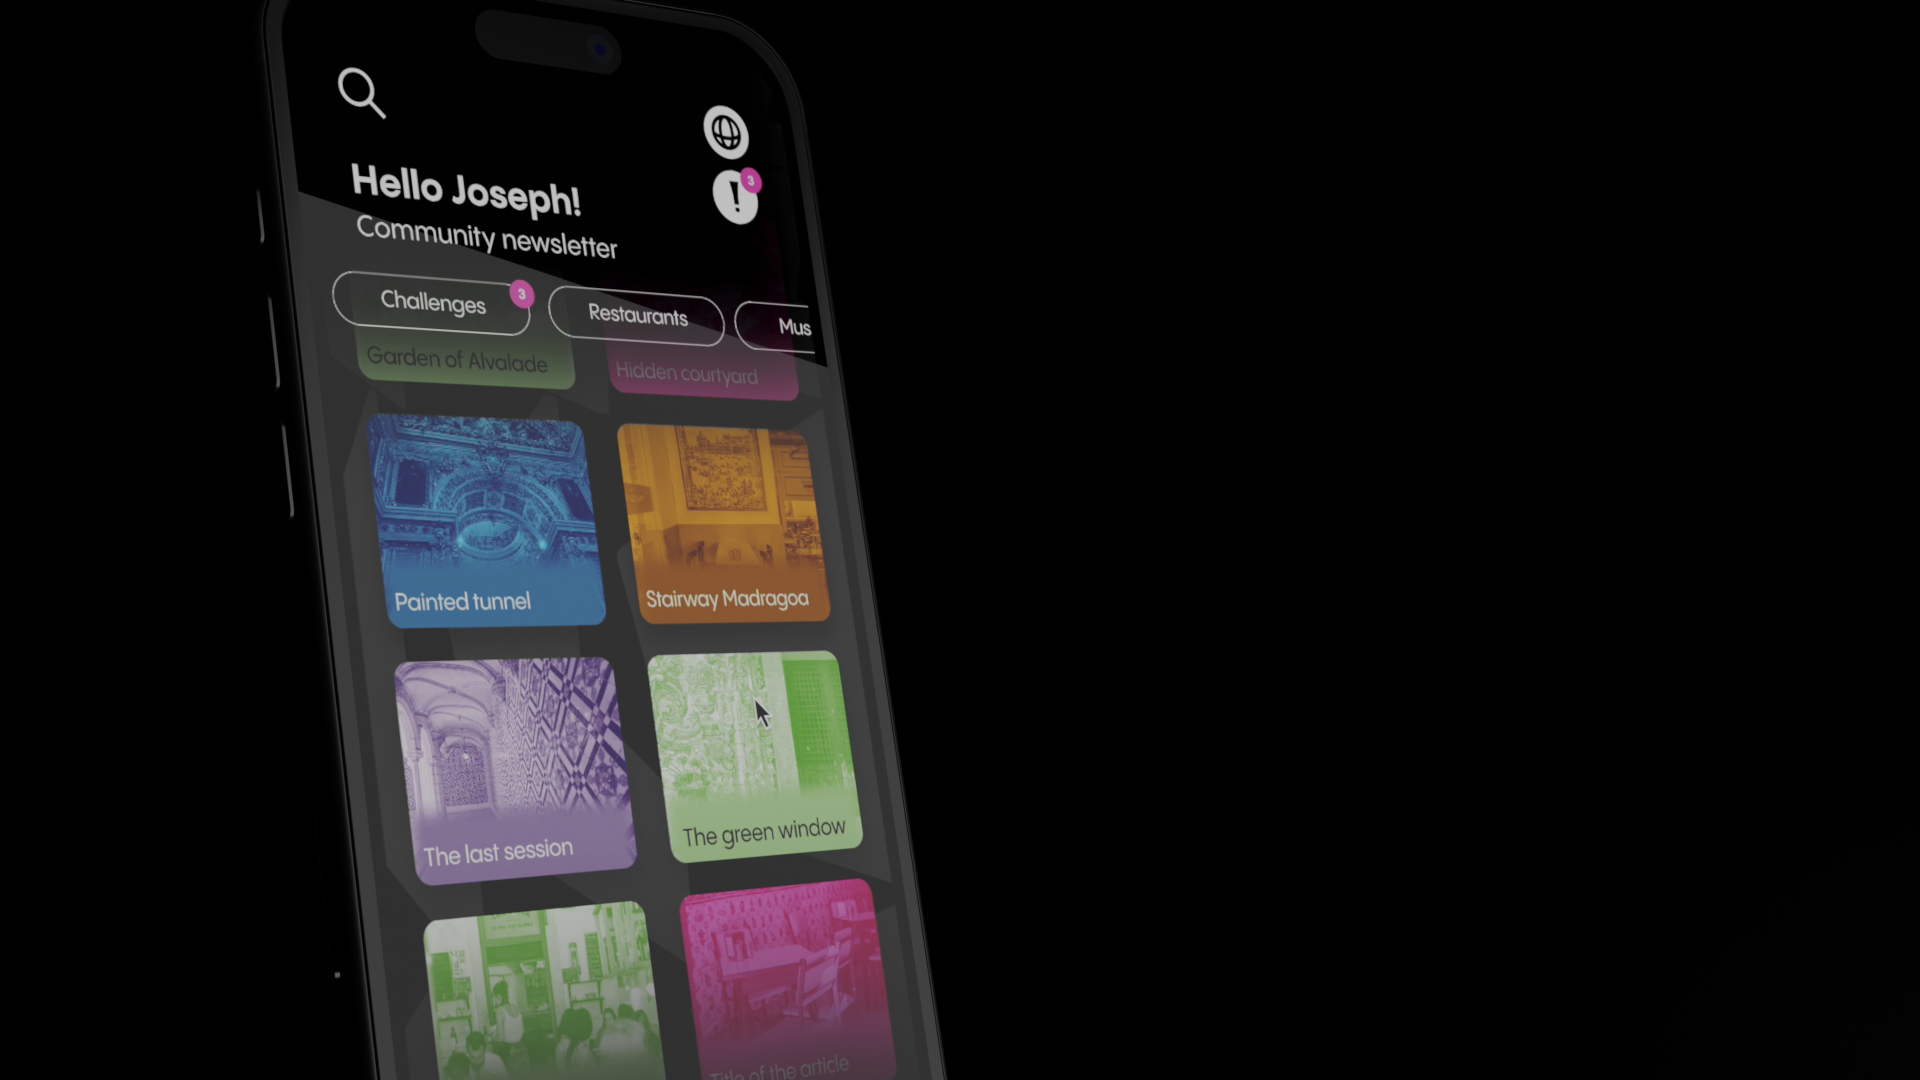 3
Hello Joseph!
Community newsletter
Challenges 3
Restaurants
Mus
Garden of Alvalade
Hidden courtyard
Painted tunnel
Stairway Madragoa
The last session
The green window
Title of the article